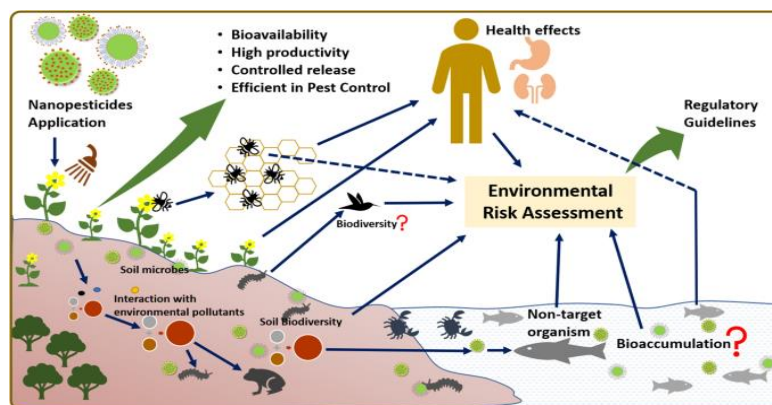 • Bioavailability
• High productivity
• Controlled release
• Efficient in Pest Control
Health effects
Nanopesticides
Application
Regulatory
Guidelines
Environmental
Risk Assessment
Biodiversity?
Soil microbes
Interaction with
environmental pollutants
Soil Biodiversity
Non-target
organism
Bioaccumulation?